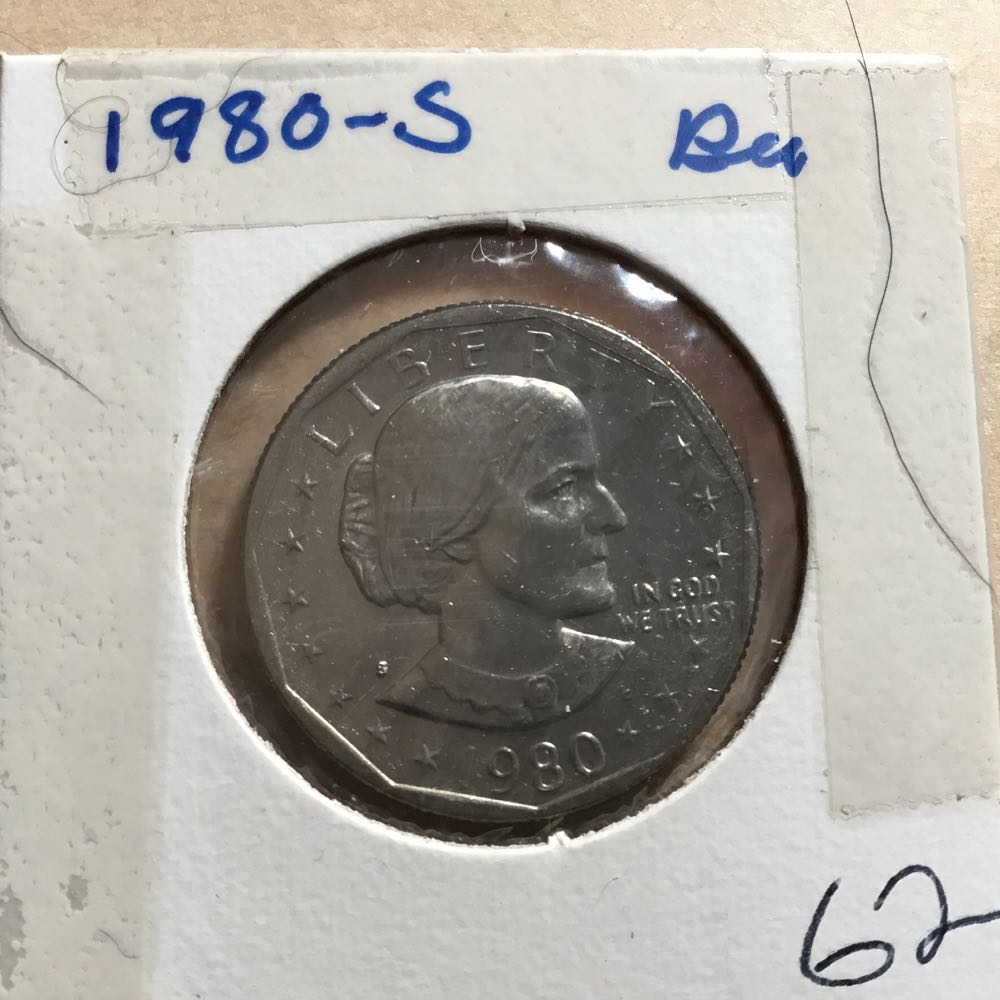 1980-S Bu
LIBERTY
IN GOD
WE TRUST
S
1980
62